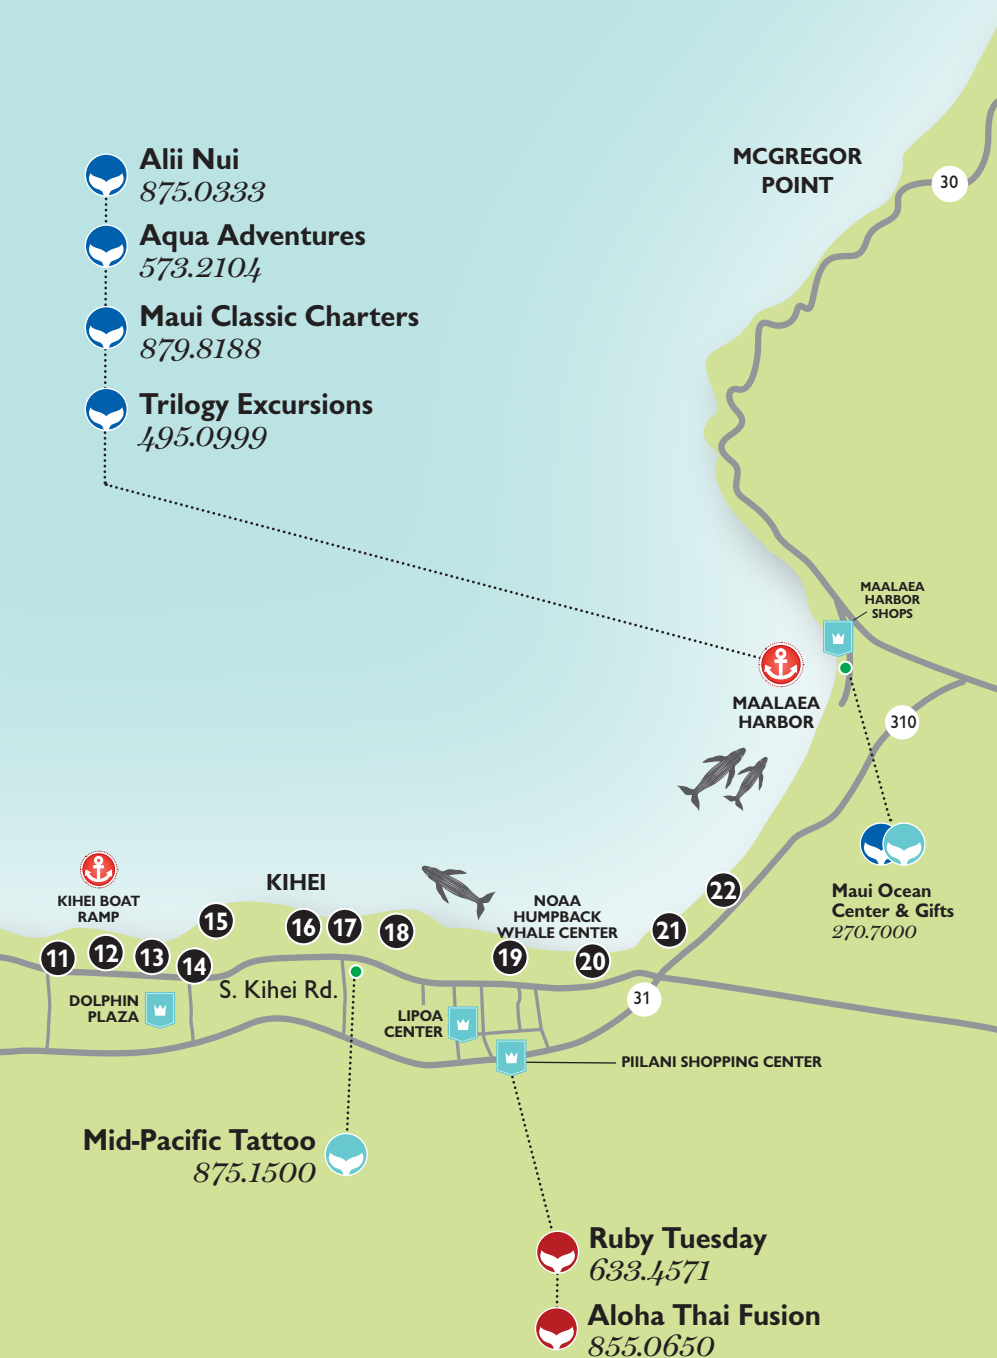 Alii Nui
875.0333
Aqua Adventures
573.2104
Maui Classic Charters
879.8188
Trilogy Excursions
495.0999
MCGREGOR
POINT
30
MAALAEA
HARBOR
SHOPS
MAALAEA
HARBOR
310
Maui Ocean
Center & Gifts
270.7000
KIHEI BOAT
RAMP
KIHEI
NOAA
HUMPBACK
WHALE CENTER
11
12
13
14
15
16
17
18
19
20
21
22
S. Kihei Rd.
31
DOLPHIN
PLAZA
LIPOA
CENTER
PIILANI SHOPPING CENTER
Mid-Pacific Tattoo
875.1500
Ruby Tuesday
633.4571
Aloha Thai Fusion
855.0650